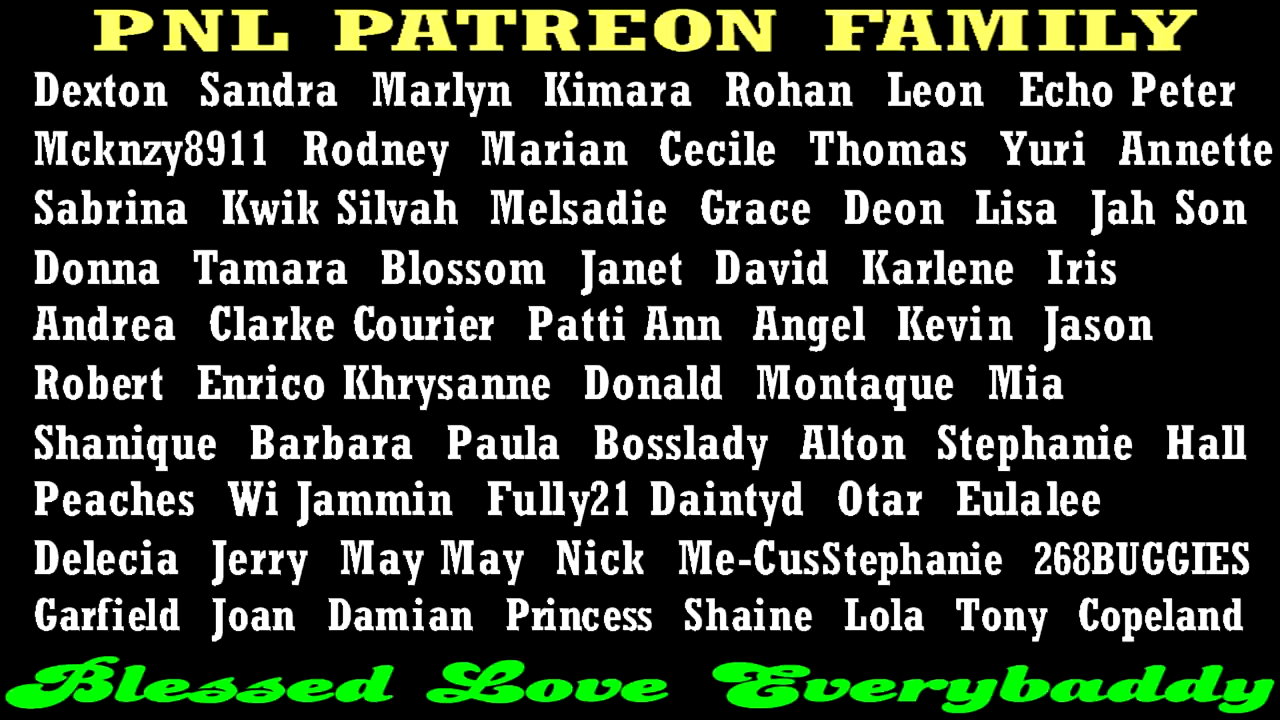 PNL PATREON FAMILY
Dexton Sandra Marlyn Kimara Rohan Leon Echo Peter
Mcknzy8911 Rodney Marian Cecile Thomas Yuri Annette
Sabrina Kwik Silvah Melsadie Grace Deon Lisa Jah Son
Donna Tamara Blossom Janet David Karlene Iris
Andrea Clarke Courier Patti Ann Angel Kevin Jason
Robert Enrico Khrysanne Donald Montaque Mia
Shanique Barbara Paula Bosslady Alton Stephanie Hall
Peaches Wi Jammin Fully21 Daintyd Otar Eulalee
Delecia Jerry May May Nick Me-CusStephanie 268BUGGIES
Garfield Joan Damian Princess Shaine Lola Tony Copeland
Blessed Love Everybaddy